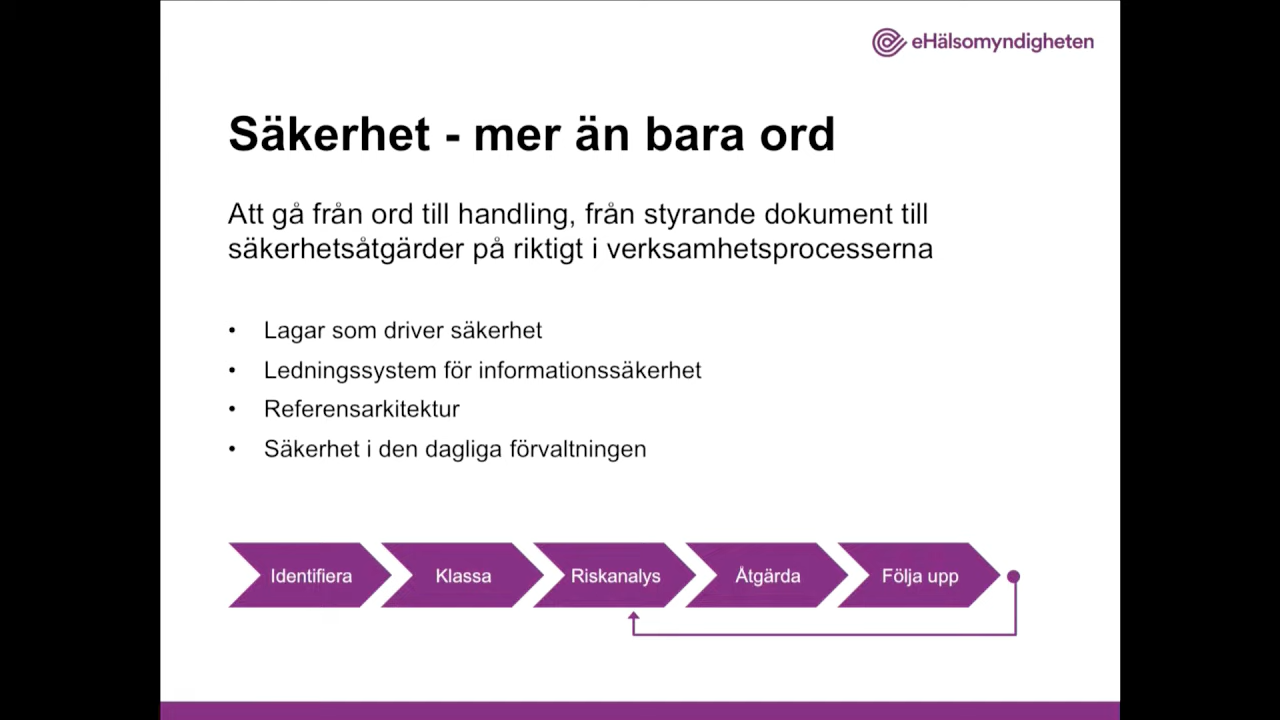 eHälsomyndigheten
Säkerhet - mer än bara ord
Att gå från ord till handling, från styrande dokument till
säkerhetsåtgärder på riktigt i verksamhetsprocesserna
• Lagar som driver säkerhet
• Ledningssystem för informationssäkerhet
• Referensarkitektur
• Säkerhet i den dagliga förvaltningen
Identifiera
Klassa
Riskanalys
Åtgärda
Följa upp